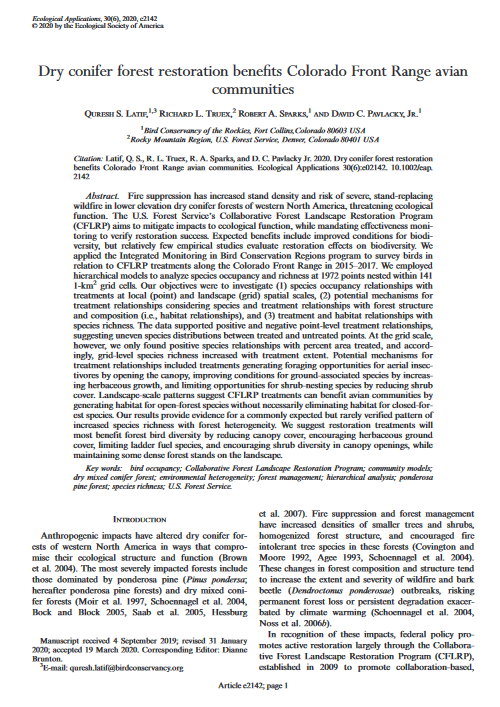 Ecological Applications, 30(6), 2020, e2142
© 2020 by the Ecological Society of America
Dry conifer forest restoration benefits Colorado Front Range avian
communities
QURESH S. LATIF,1,3 RICHARD L. TRUEX,2 ROBERT A. SPARKS,1 AND DAVID C. PAVLACKY, JR.1
1Bird Conservancy of the Rockies, Fort Collins, Colorado 80603 USA
2Rocky Mountain Region, U.S. Forest Service, Denver, Colorado 80401 USA
Citation: Latif, Q. S., R. L. Truex, R. A. Sparks, and D. C. Pavlacky Jr. 2020. Dry conifer forest restoration
benefits Colorado Front Range avian communities. Ecological Applications 30(6):e02142. 10.1002/eap.
2142
Abstract. Fire suppression has increased stand density and risk of severe, stand-replacing
wildfire in lower elevation dry conifer forests of western North America, threatening ecological
function. The U.S. Forest Service's Collaborative Forest Landscape Restoration Program
(CFLRP) aims to mitigate impacts to ecological function, while mandating effectiveness moni-
toring to verify restoration success. Expected benefits include improved conditions for biodi-
versity, but relatively few empirical studies evaluate restoration effects on biodiversity. We
applied the Integrated Monitoring in Bird Conservation Regions program to survey birds in
relation to CFLRP treatments along the Colorado Front Range in 2015–2017. We employed
hierarchical models to analyze species occupancy and richness at 1972 points nested within 141
1-km2 grid cells. Our objectives were to investigate (1) species occupancy relationships with
treatments at local (point) and landscape (grid) spatial scales, (2) potential mechanisms for
treatment relationships considering species and treatment relationships with forest structure
and composition (i.e., habitat relationships), and (3) treatment and habitat relationships with
species richness. The data supported positive and negative point-level treatment relationships,
suggesting uneven species distributions between treated and untreated points. At the grid scale,
however, we only found positive species relationships with percent area treated, and accord-
ingly, grid-level species richness increased with treatment extent. Potential mechanisms for
treatment relationships included treatments generating foraging opportunities for aerial insec-
tivores by opening the canopy, improving conditions for ground-associated species by increas-
ing herbaceous growth, and limiting opportunities for shrub-nesting species by reducing shrub
cover. Landscape-scale patterns suggest CFLRP treatments can benefit avian communities by
generating habitat for open-forest species without necessarily eliminating habitat for closed-for-
est species. Our results provide evidence for a commonly expected but rarely verified pattern of
increased species richness with forest heterogeneity. We suggest restoration treatments will
most benefit forest bird diversity by reducing canopy cover, encouraging herbaceous ground
cover, limiting ladder fuel species, and encouraging shrub diversity in canopy openings, while
maintaining some dense forest stands on the landscape.
Key words: bird occupancy; Collaborative Forest Landscape Restoration Program; community models;
dry mixed conifer forest; environmental heterogeneity; forest management; hierarchical analysis; ponderosa
pine forest; species richness; U.S. Forest Service.
INTRODUCTION
Anthropogenic impacts have altered dry conifer for-
ests of western North America in ways that compro-
mise their ecological structure and function (Brown
et al. 2004). The most severely impacted forests include
those dominated by ponderosa pine (Pinus pondersa;
hereafter ponderosa pine forests) and dry mixed coni-
fer forests (Moir et al. 1997, Schoennagel et al. 2004,
Bock and Block 2005, Saab et al. 2005, Hessburg
Manuscript received 4 September 2019; revised 31 January
2020; accepted 19 March 2020. Corresponding Editor: Dianne
Brunton.
3E-mail: quresh.latif@birdconservancy.org
et al. 2007). Fire suppression and forest management
have increased densities of smaller trees and shrubs,
homogenized forest structure, and encouraged fire
intolerant tree species in these forests (Covington and
Moore 1992, Agee 1993, Schoennagel et al. 2004).
These changes in forest composition and structure tend
to increase the extent and severity of wildfire and bark
beetle (Dendroctonus ponderosae) outbreaks, risking
permanent forest loss or persistent degradation exacer-
bated by climate warming (Schoennagel et al. 2004,
Noss et al. 2006b).
In recognition of these impacts, federal policy pro-
motes active restoration largely through the Collabora-
tive Forest Landscape Restoration Program (CFLRP),
established in 2009 to promote collaboration-based,
Article e2142; page 1